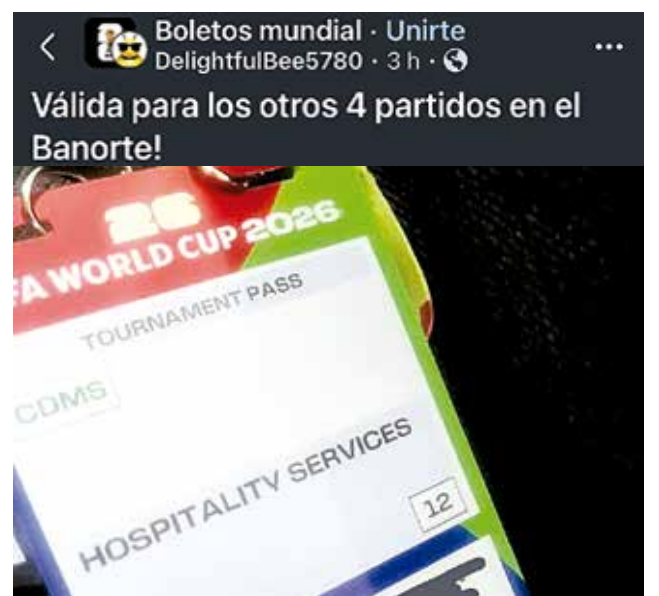 Boletos mundial · Unirte
DelightfulBee5780 · 3 h ·
Válida para los otros 4 partidos en el
Banorte!
26
FA WORLD CUP 2026
TOURNAMENT PASS
CDMS
HOSPITALITY SERVICES
12